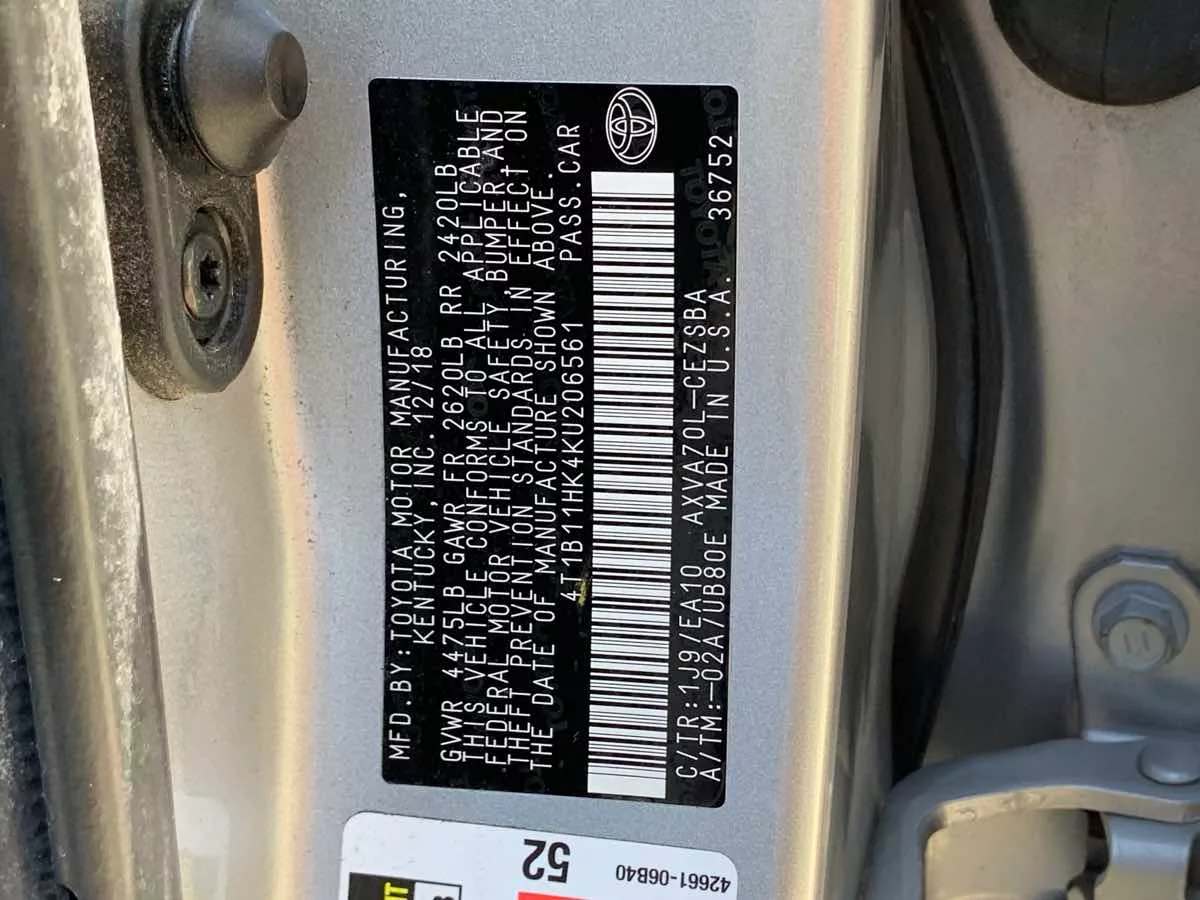 MFD.BY:TOYOTA MOTOR MANUFACTURING,
KENTUCKY,INC.12/18
GVWR 4475LB GAWR FR 2620LB RR 2420LB
THIS VEHICLE CONFORMS TO ALL APPLICABLE
FEDERAL MOTOR VEHICLE SAFETY,BUMPER,AND
THEFT PREVENTION STANDARDS IN EFFECT ON
THE DATE OF MANUFACTURE SHOWN ABOVE.
4T1B11HK4KU206561 PASS.CAR
C/TR:1J9/EA10 AXVA70L-CEZSBA
A/TM:-02A/UB80E MADE IN U.S.A. 36752
52
42661-06B40